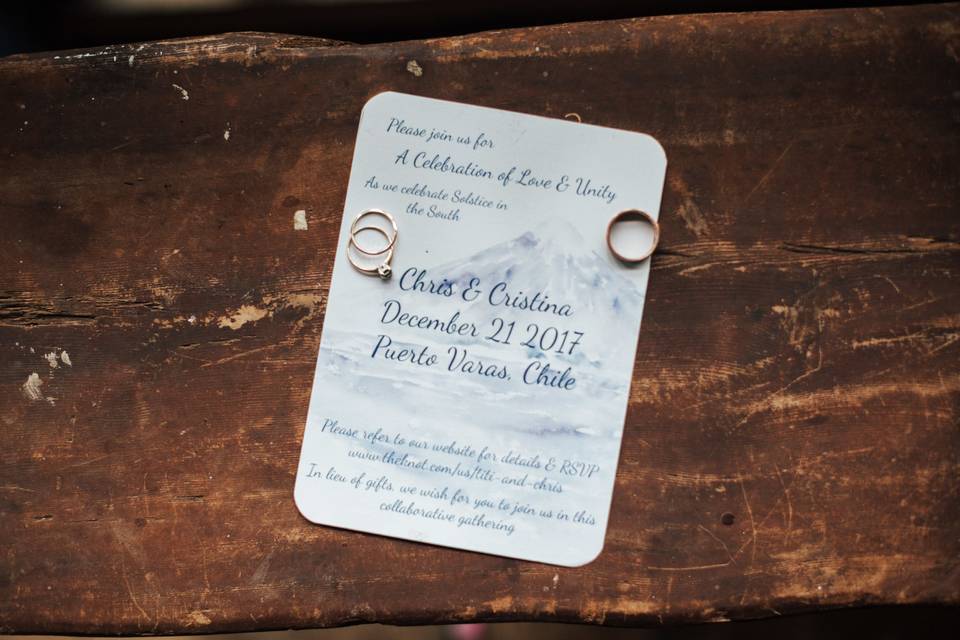 Please join us for
A Celebration of Love & Unity
As we celebrate Solstice in
the South
Chris & Cristina
December 21 2017
Puerto Varas, Chile
Please refer to our website for details & RSVP
www.theknot.com/us/titi-and-chris
In lieu of gifts, we wish for you to join us in this
collaborative gathering